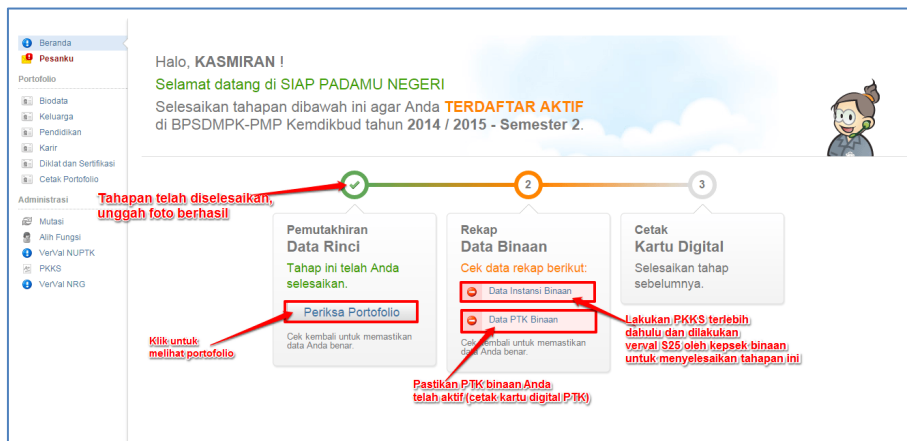 Beranda
Pesanku
Portofolio
Biodata
Keluarga
Pendidikan
Karir
Diklat dan Sertifikasi
Cetak Portofolio
Administrasi
Mutasi
Alih Fungsi
VerVal NUPTK
PKKS
VerVal NRG
Halo, KASMIRAN !
Selamat datang di SIAP PADAMU NEGERI
Selesaikan tahapan dibawah ini agar Anda TERDAFTAR AKTIF
di BPSDMPK-PMP Kemdikbud tahun 2014 / 2015 - Semester 2.
Tahapan telah diselesaikan,
unggah foto berhasil
2
3
Pemutakhiran
Data Rinci
Tahap ini telah Anda
selesaikan.
Periksa Portofolio
Cek kembali untuk memastikan
data Anda benar.
Klik untuk
melihat portofolio
Rekap
Data Binaan
Cek data rekap berikut:
Data Instansi Binaan
Data PTK Binaan
Cek kembali untuk memastikan
data Anda benar.
Pastikan PTK binaan Anda
telah aktif (cetak kartu digital PTK)
Cetak
Kartu Digital
Selesaikan tahap
sebelumnya.
Lakukan PKKS terlebih
dahulu dan dilakukan
verval S25 oleh kepsek binaan
untuk menyelesaikan tahapan ini